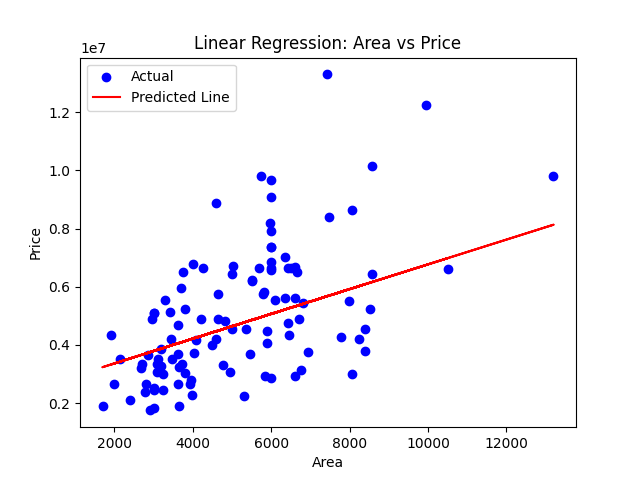 Linear Regression: Area vs Price
1e7
Actual
Predicted Line
1.2
1.0
0.8
0.6
0.4
0.2
Price
2000 4000 6000 8000 10000 12000
Area